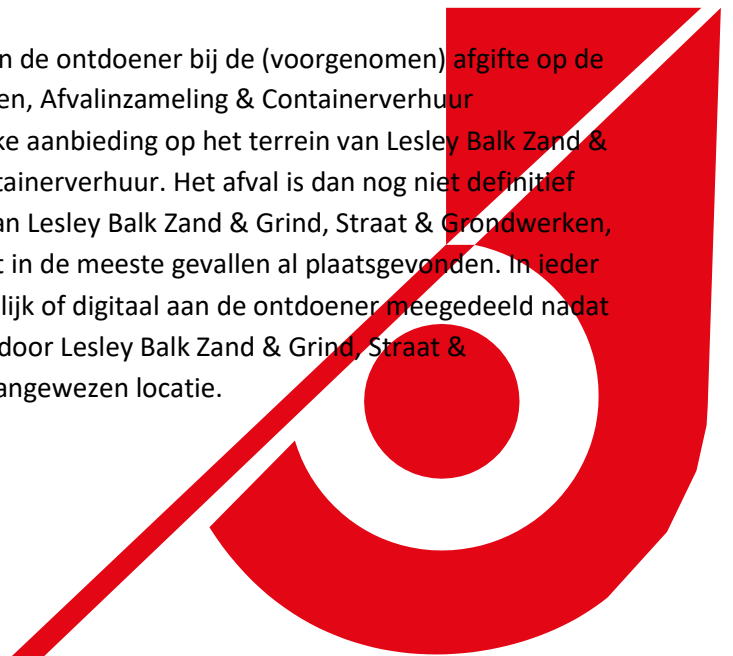 n de ontdoener bij de (voorgenomen) afgifte op de
en, Afvalinzameling & Containerverhuur
ke aanbieding op het terrein van Lesley Balk Zand &
tainerverhuur. Het afval is dan nog niet definitief
an Lesley Balk Zand & Grind, Straat & Grondwerken,
t in de meeste gevallen al plaatsgevonden. In ieder
lijk of digitaal aan de ontdoener meegedeeld nadat
door Lesley Balk Zand & Grind, Straat &
angewezen locatie.